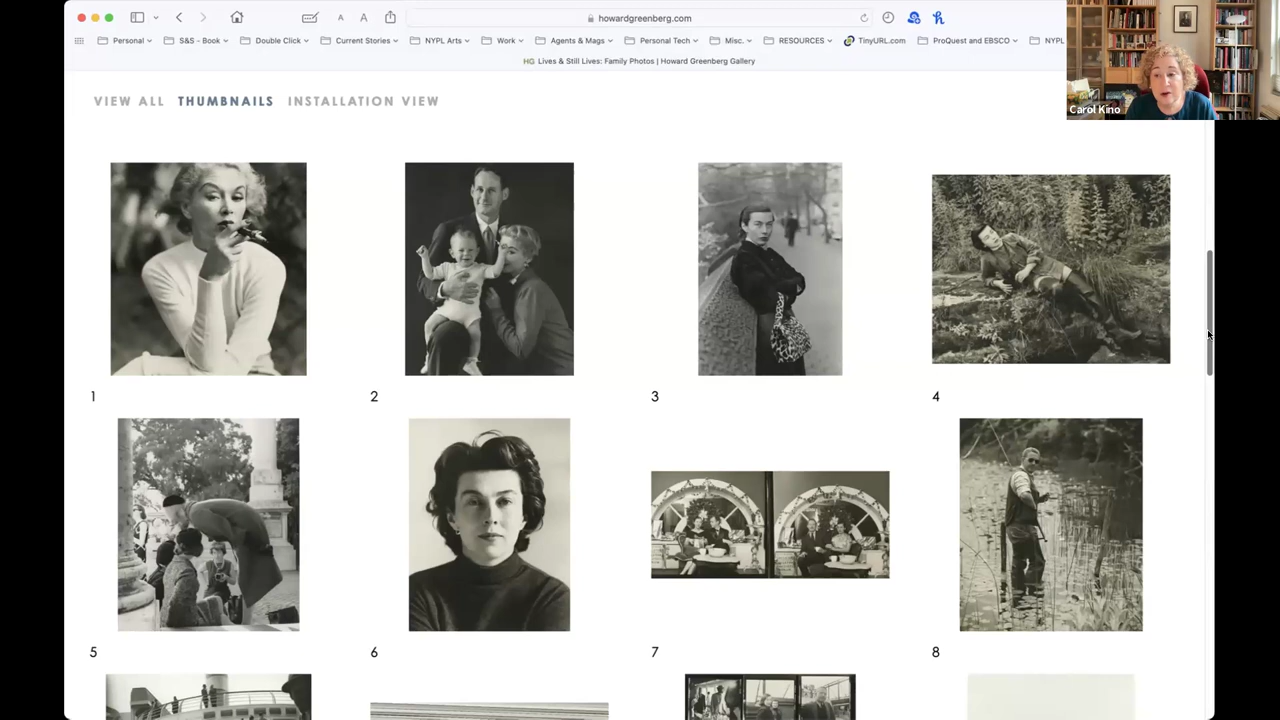 howardgreenberg.com
Personal
S&S - Book
Double Click
Current Stories
NYPL Arts
Work
Agents & Mags
Personal Tech
Misc.
RESOURCES
TinyURL.com
ProQuest and EBSCO
NYPL
HG Lives & Still Lives: Family Photos | Howard Greenberg Gallery
Carol Kino
VIEW ALL THUMBNAILS INSTALLATION VIEW
1 2 3 4
5 6 7 8